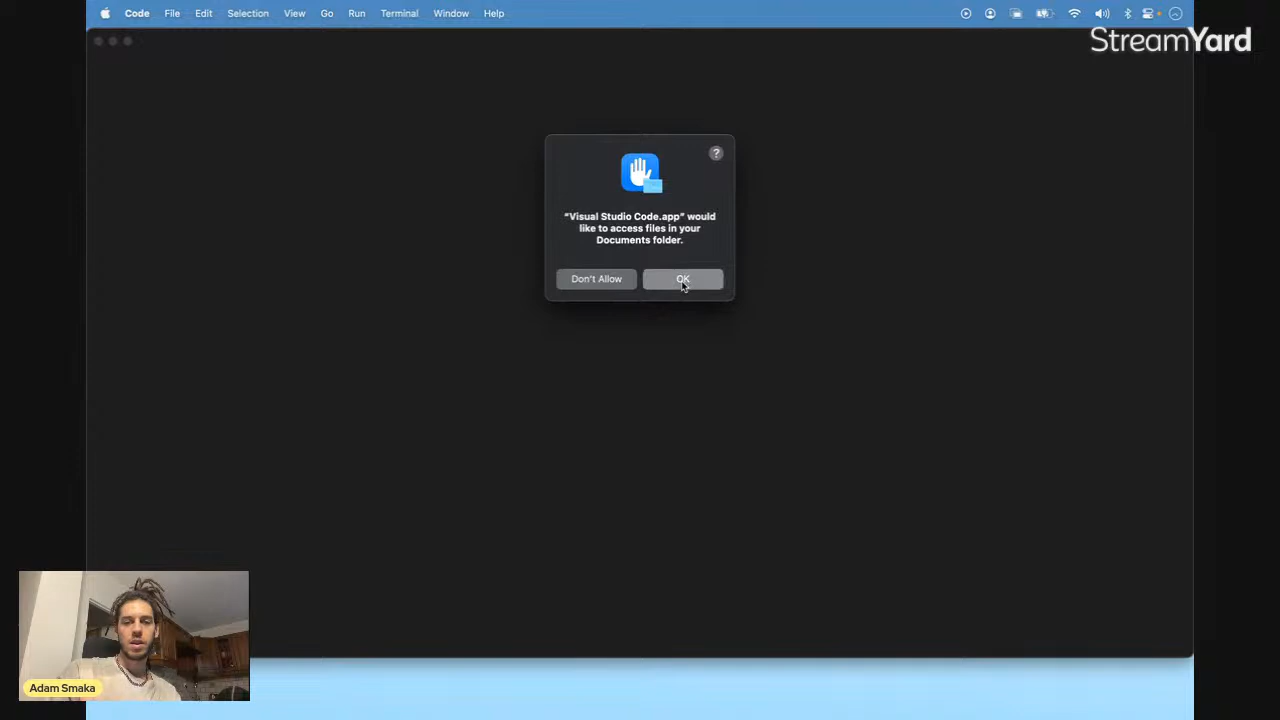 Code File Edit Selection View Go Run Terminal Window Help
StreamYard
?
“Visual Studio Code.app” would
like to access files in your
Documents folder.
Don't Allow OK
Adam Smaka